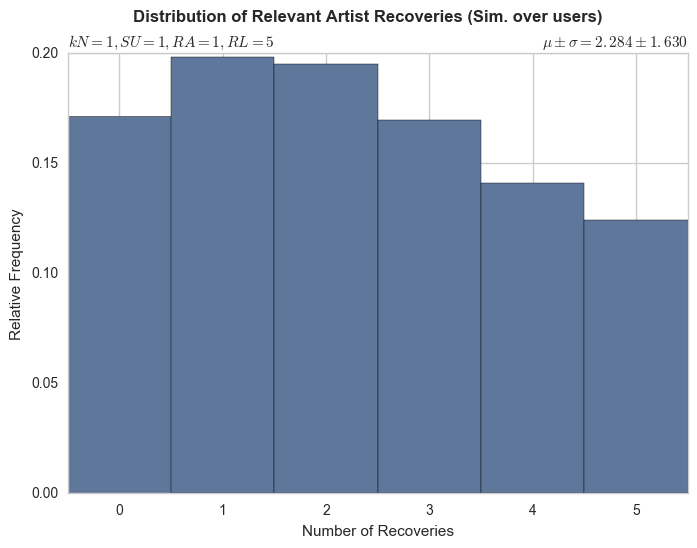 Distribution of Relevant Artist Recoveries (Sim. over users)
kN = 1, SU = 1, RA = 1, RL = 5
μ ± σ = 2.284 ± 1.630
0.20
0.15
0.10
0.05
0.00
Relative Frequency
0 1 2 3 4 5
Number of Recoveries